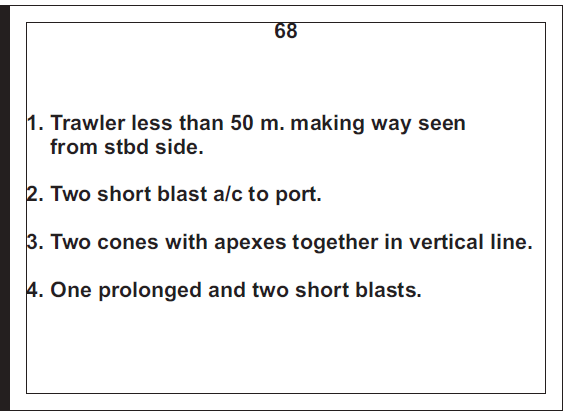 68
1. Trawler less than 50 m. making way seen
from stbd side.
2. Two short blast a/c to port.
3. Two cones with apexes together in vertical line.
4. One prolonged and two short blasts.